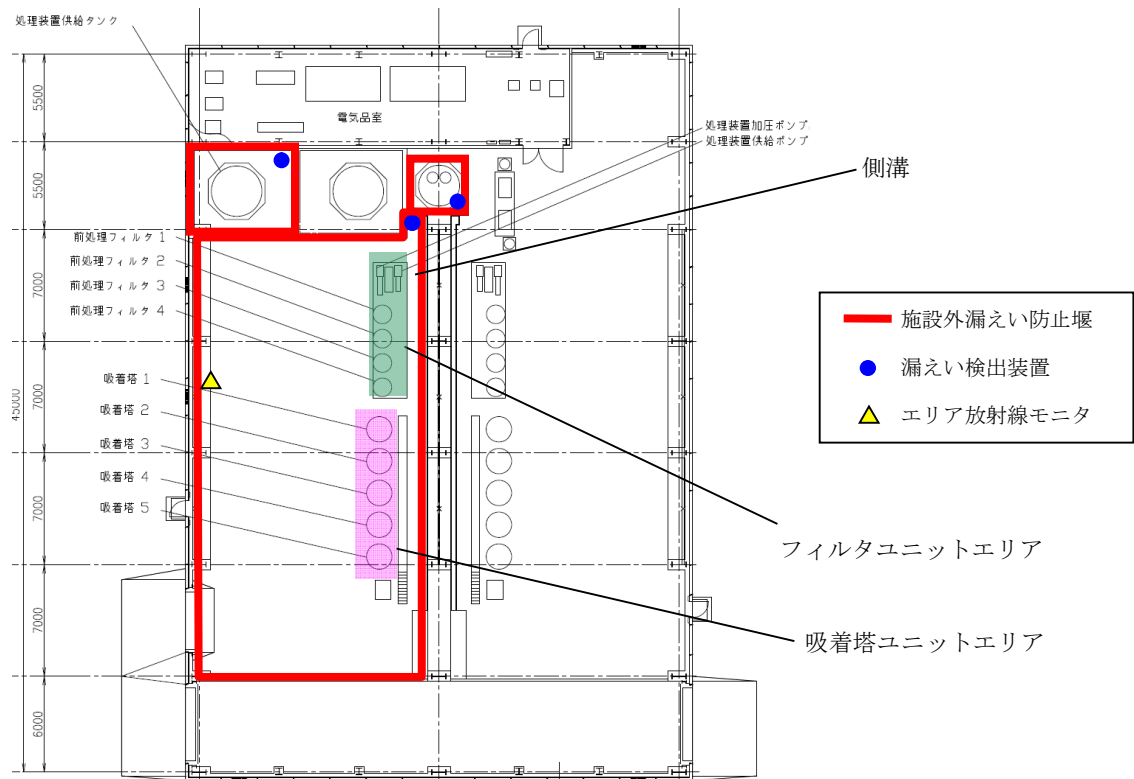 処理装置供給タンク
電気品室
処理装置加圧ポンプ
処理装置供給ポンプ
側溝
前処理フィルタ 1
前処理フィルタ 2
前処理フィルタ 3
前処理フィルタ 4
吸着塔 1
吸着塔 2
吸着塔 3
吸着塔 4
吸着塔 5
5500
5500
7000
7000
7000
7000
6000
45000
施設外漏えい防止堰
漏えい検出装置
エリア放射線モニタ
フィルタユニットエリア
吸着塔ユニットエリア